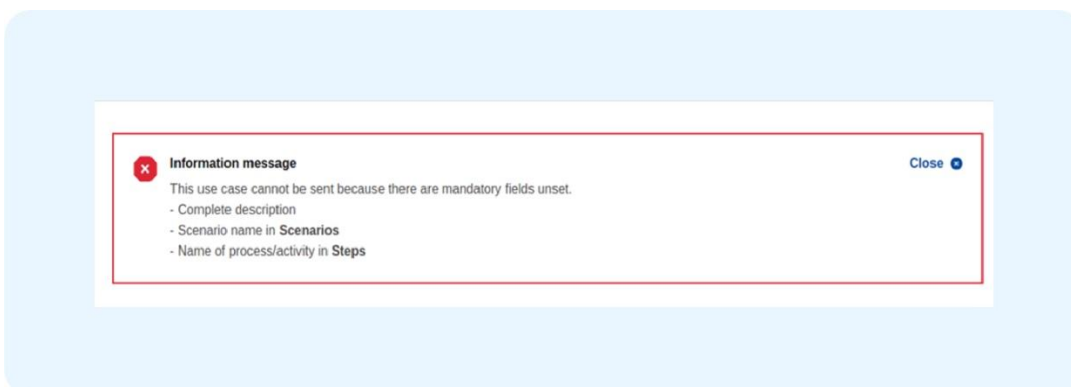 Information message
Close
This use case cannot be sent because there are mandatory fields unset.
- Complete description
- Scenario name in Scenarios
- Name of process/activity in Steps